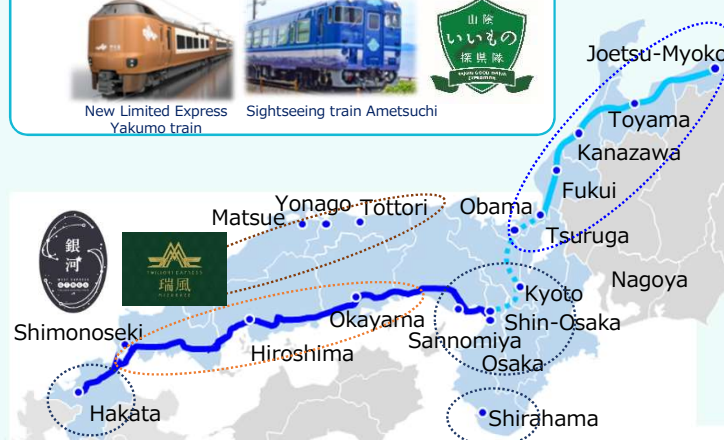 New Limited Express
Yakumo train
Sightseeing train Ametsuchi
山陰
いいもの
探県隊
Joetsu-Myoko
Toyama
Kanazawa
Fukui
Obama
Tsuruga
Matsue
Yonago
Tottori
銀河
瑞風
Nagoya
Kyoto
Shin-Osaka
Sannomiya
Osaka
Okayama
Hiroshima
Shimonoseki
Hakata
Shirahama